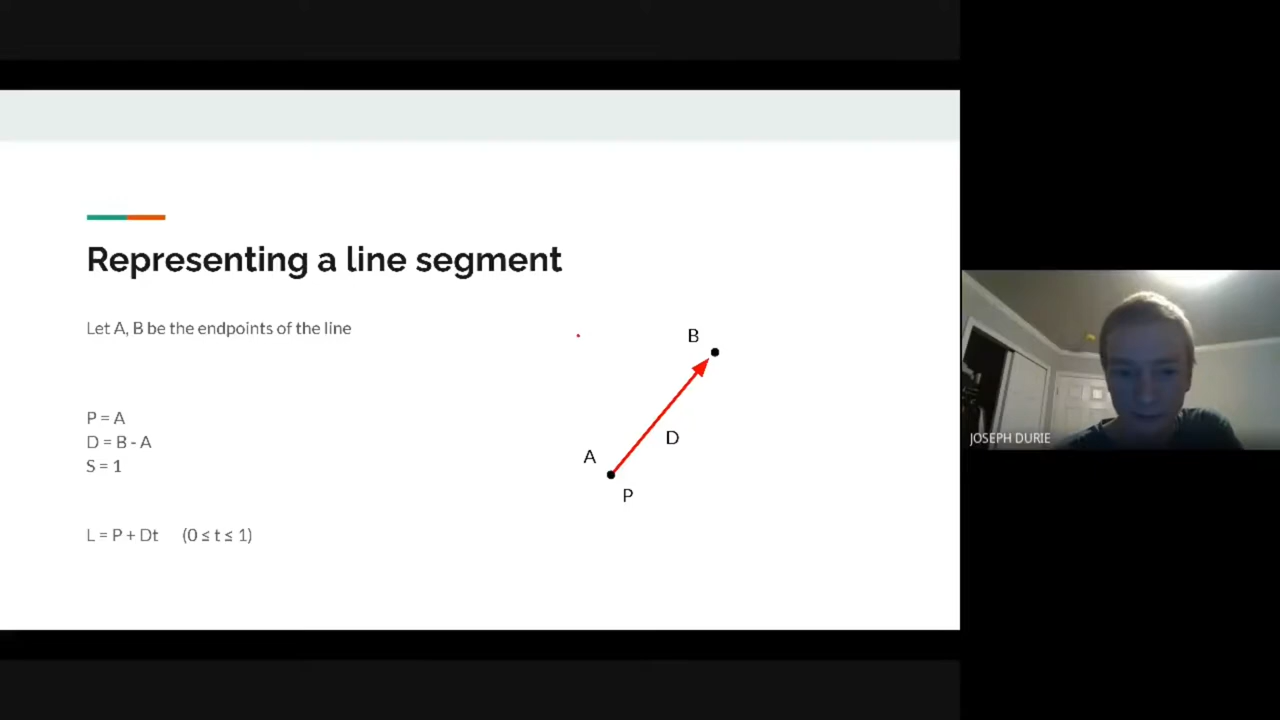 Representing a line segment
Let A, B be the endpoints of the line
P = A
D = B - A
S = 1
L = P + Dt (0 ≤ t ≤ 1)
B
D
A
P
JOSEPH DURIE